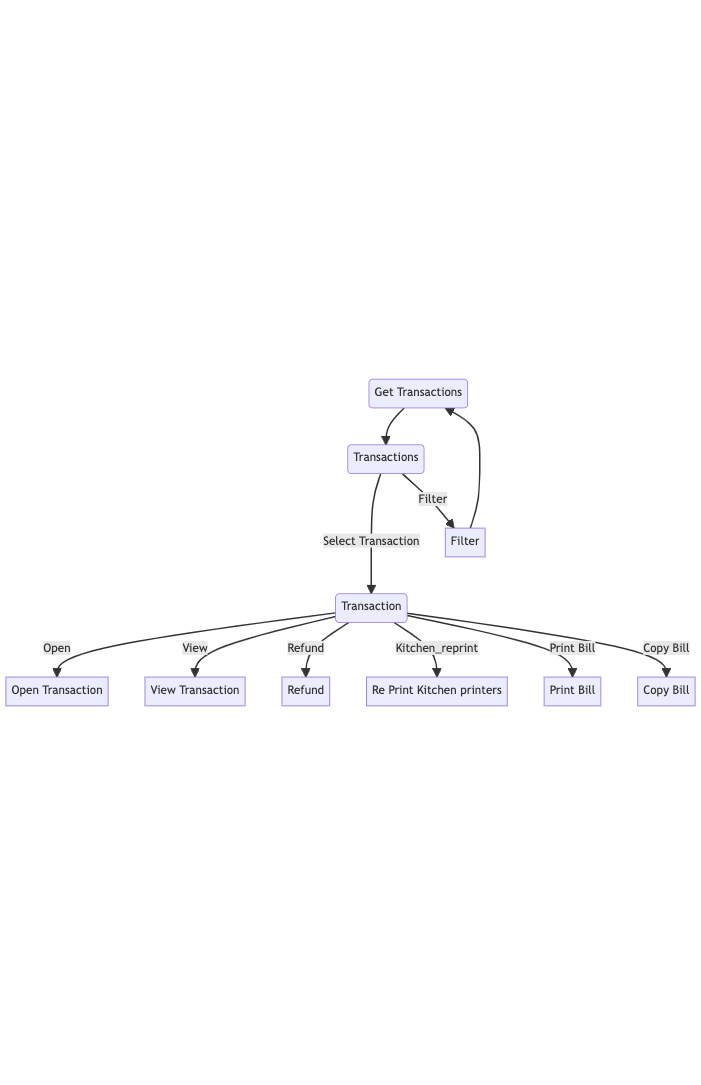 Get Transactions
Transactions
Filter
Select Transaction
Filter
Transaction
Open
View
Refund
Kitchen_reprint
Print Bill
Copy Bill
Open Transaction
View Transaction
Refund
Re Print Kitchen printers
Print Bill
Copy Bill